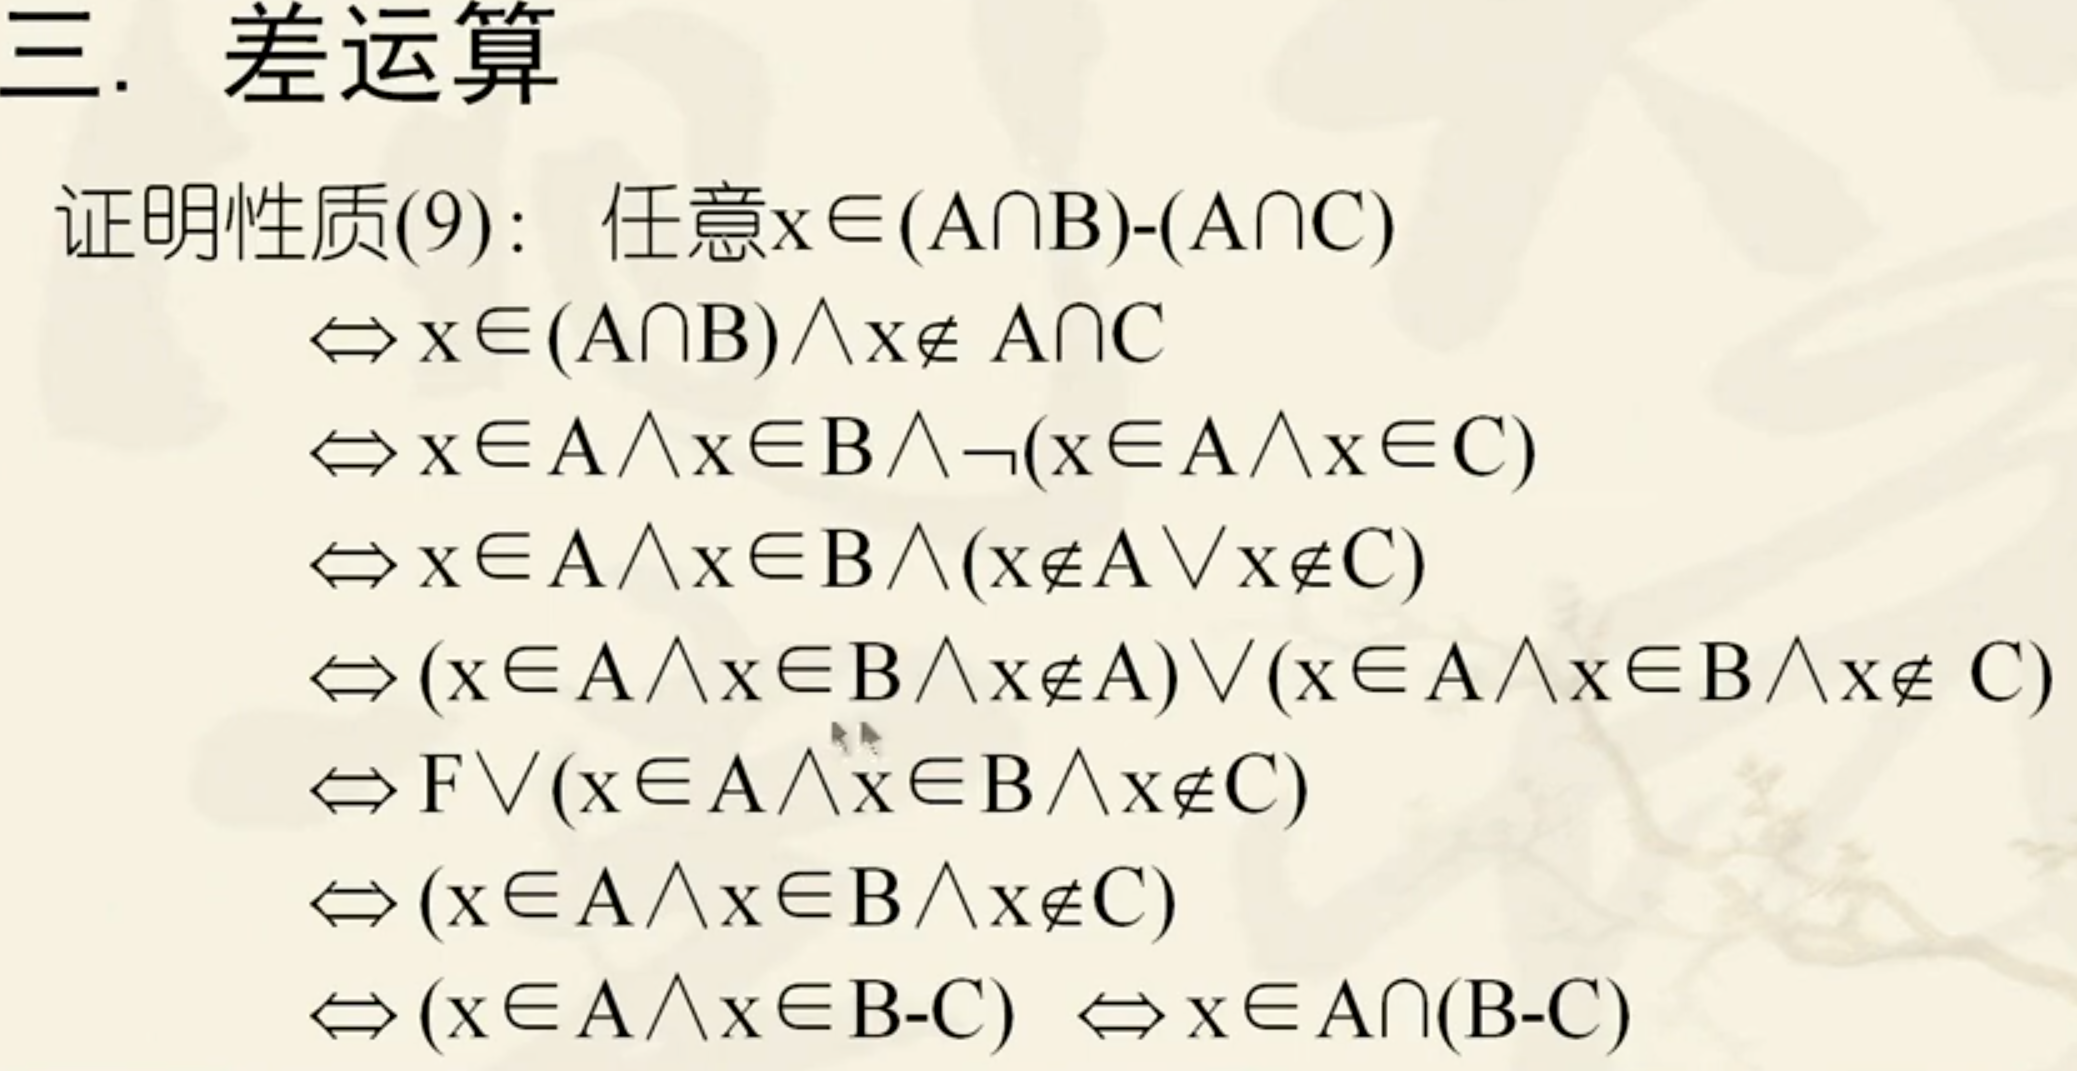 三. 差运算
证明性质(9): 任意x∈(A∩B)-(A∩C)
⇔x∈(A∩B)∧x∉ A∩C
⇔x∈A∧x∈B∧¬(x∈A∧x∈C)
⇔x∈A∧x∈B∧(x∉A∨x∉C)
⇔(x∈A∧x∈B∧x∉A)∨(x∈A∧x∈B∧x∉ C)
⇔F∨(x∈A∧x∈B∧x∉C)
⇔(x∈A∧x∈B∧x∉C)
⇔(x∈A∧x∈B-C) ⇔x∈A∩(B-C)